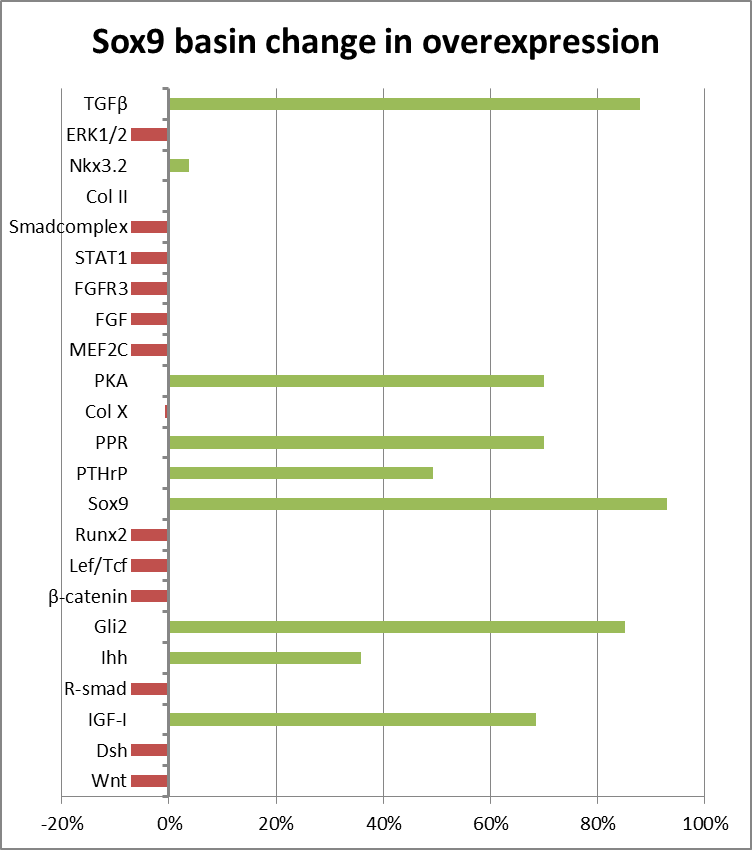 Sox9 basin change in overexpression
TGFβ
ERK1/2
Nkx3.2
Col II
Smadcomplex
STAT1
FGFR3
FGF
MEF2C
PKA
Col X
PPR
PTHrP
Sox9
Runx2
Lef/Tcf
β-catenin
Gli2
Ihh
R-smad
IGF-I
Dsh
Wnt
-20% 0% 20% 40% 60% 80% 100%